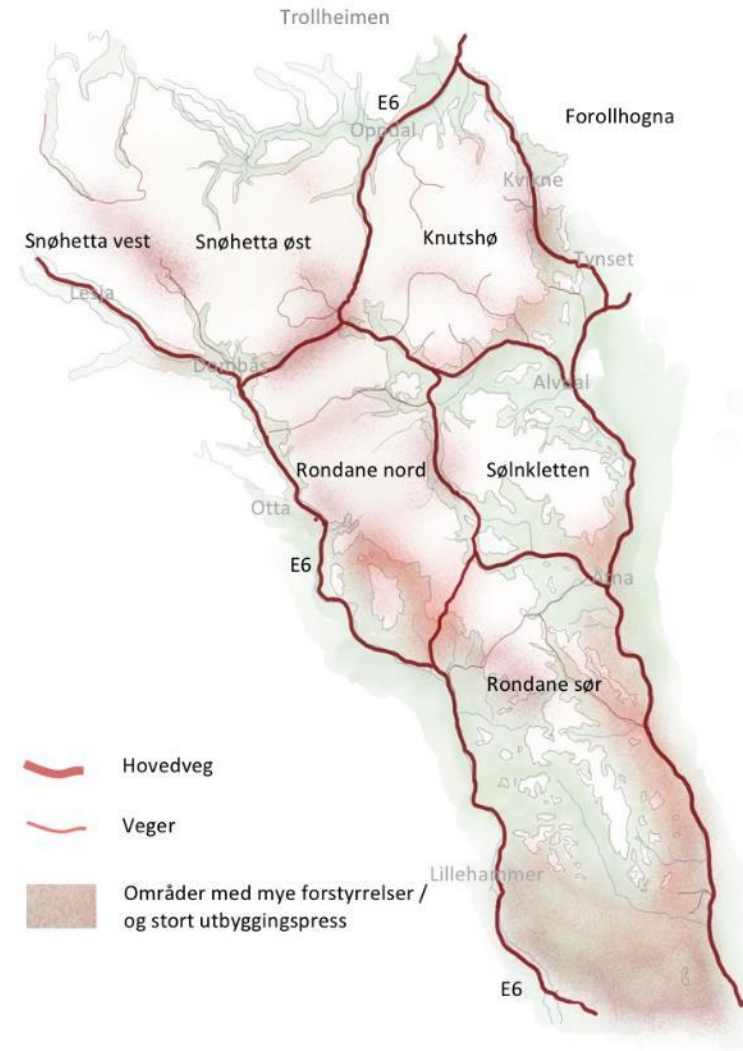 Trollheimen
E6
Oppdal
Forollhogna
Kvikne
Snøhetta vest
Snøhetta øst
Knutshø
Tynset
Lesja
Dombås
Alvdal
Rondane nord
Sølnkletten
Otta
E6
Atna
Rondane sør
Hovedveg
Veger
Lillehammer
Områder med mye forstyrrelser /
og stort utbyggingspress
E6